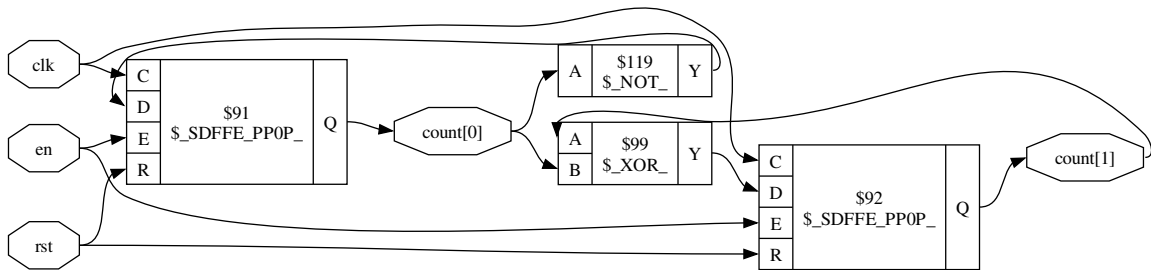 clk
en
rst
C
D
E
R
$91
$_SDFFE_PP0P_
Q
count[0]
A
$119
$_NOT_
Y
A
B
$99
$_XOR_
Y
C
D
E
R
$92
$_SDFFE_PP0P_
Q
count[1]